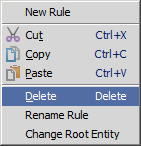 New Rule
Cut Ctrl+X
Copy Ctrl+C
Paste Ctrl+V
Delete Delete
Rename Rule
Change Root Entity